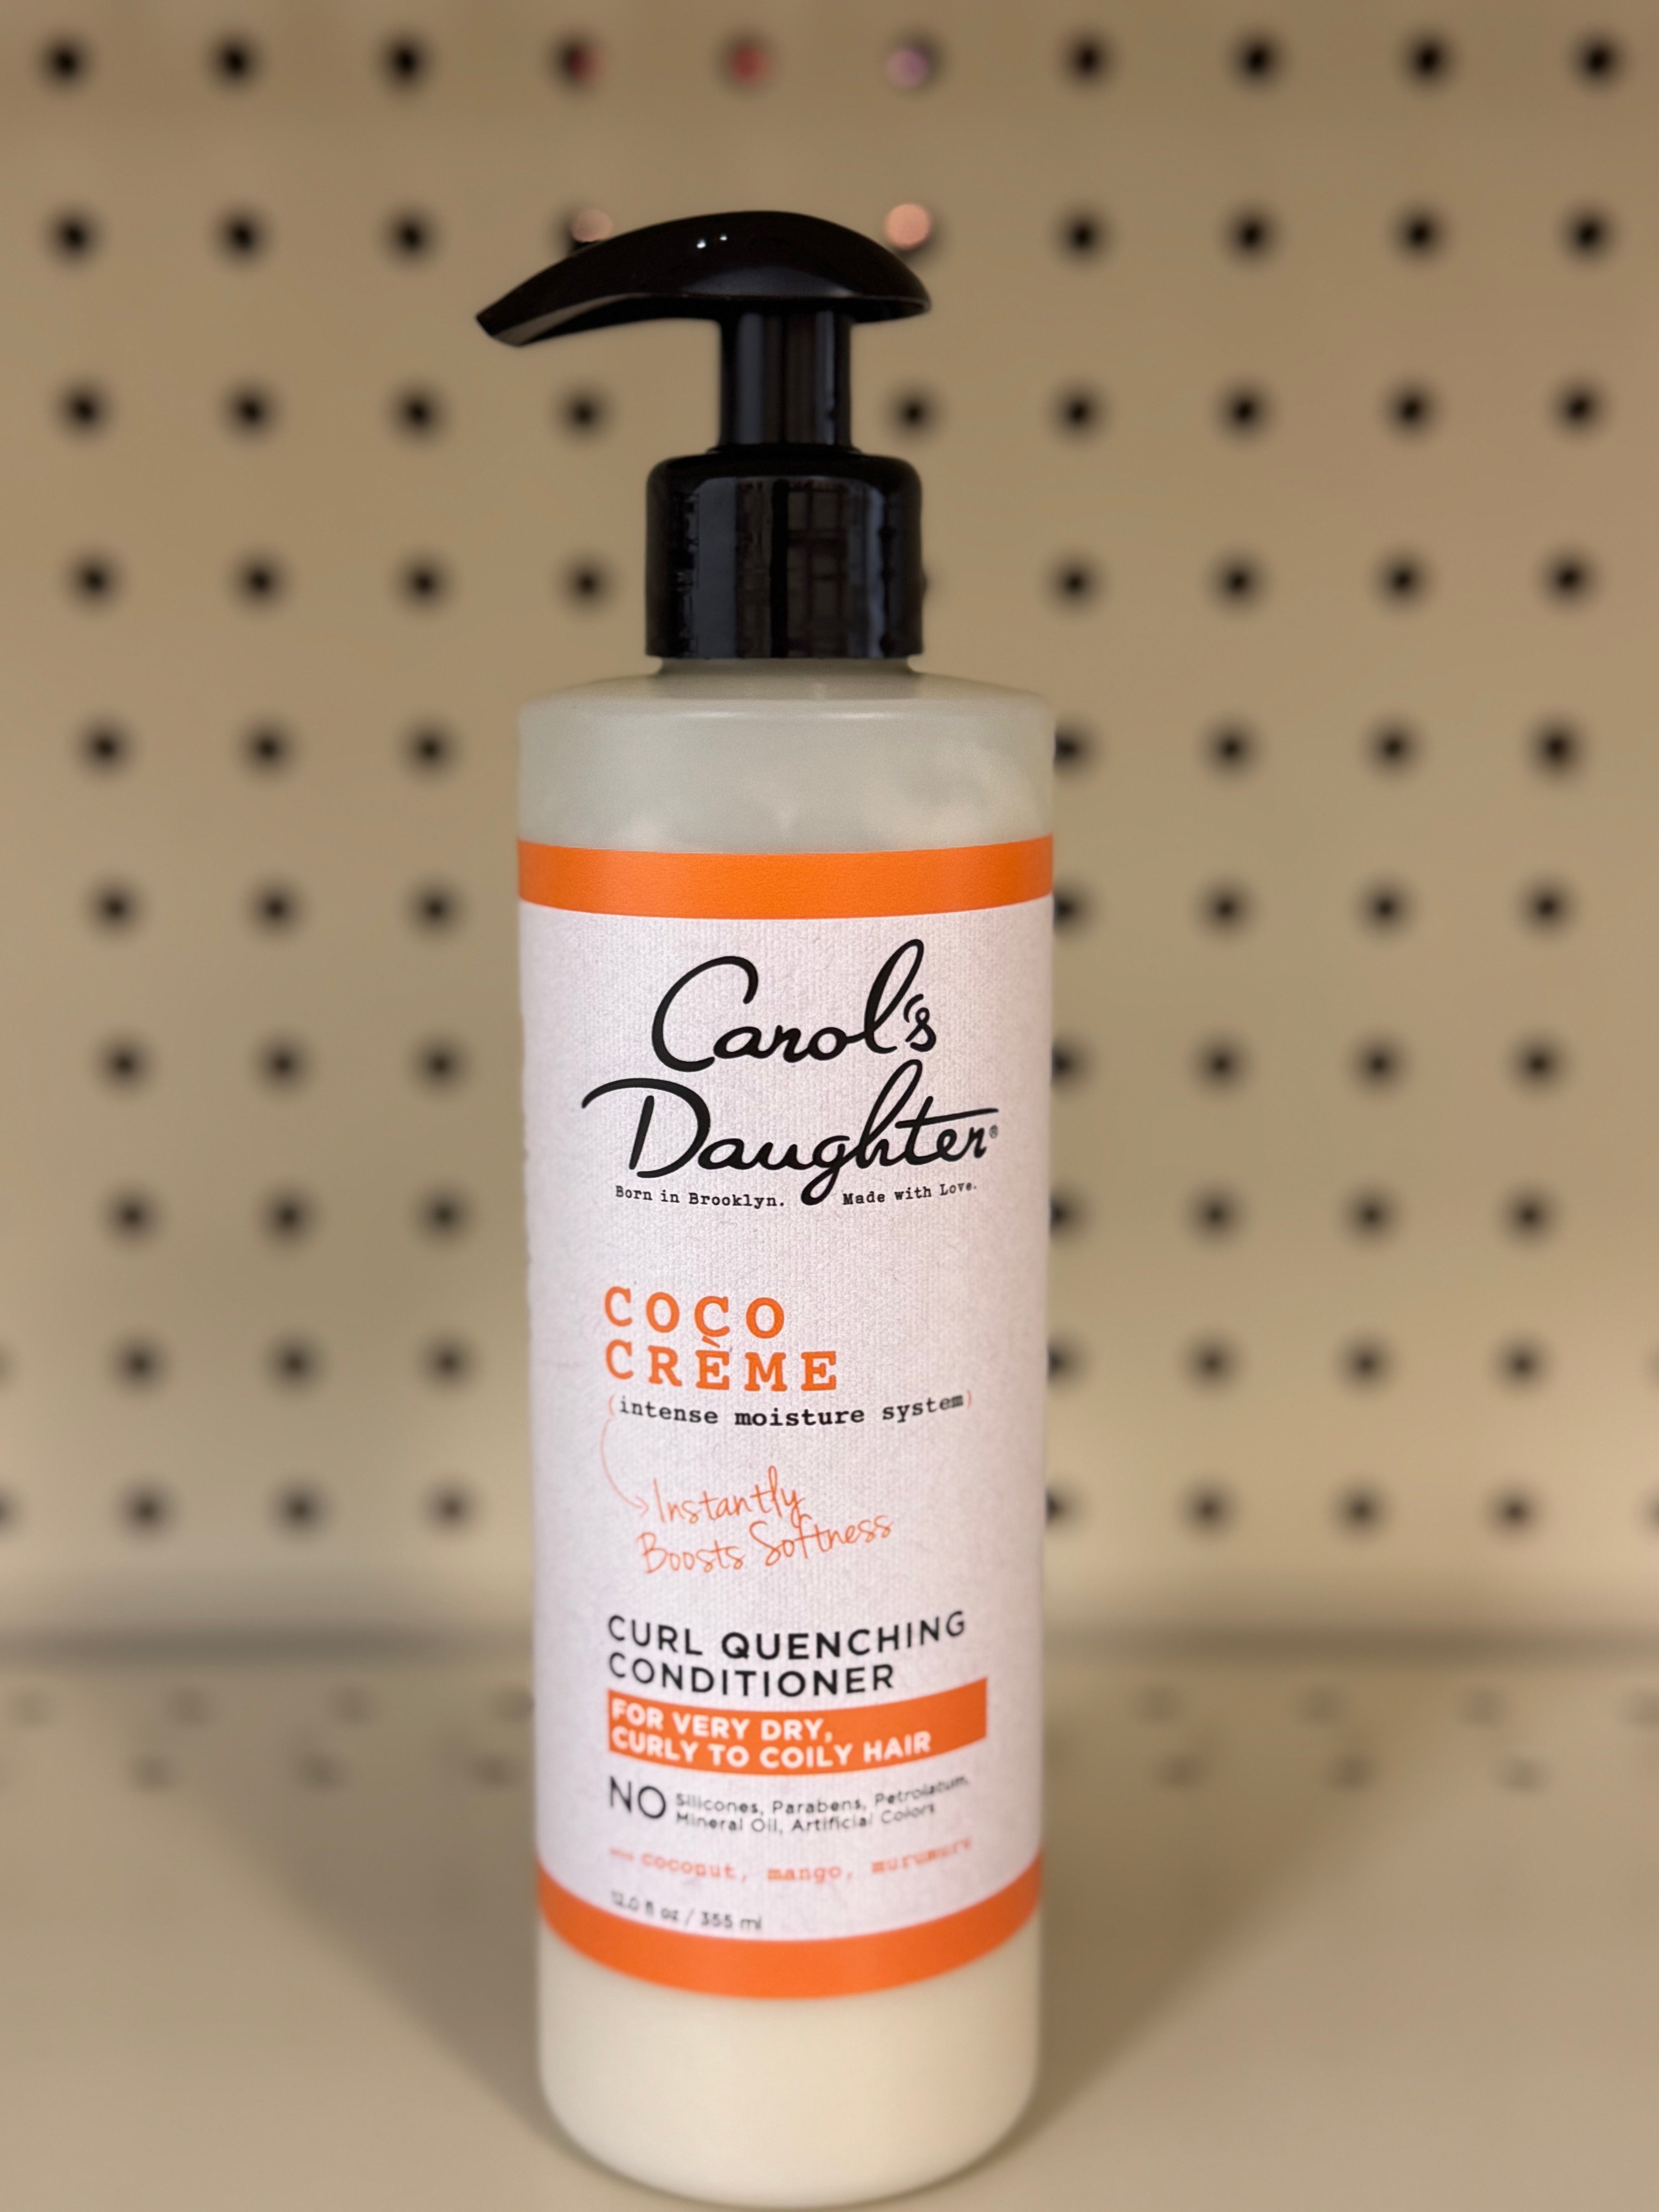 Carol's
Daughter®
Born in Brooklyn. Made with Love.
COCO
CRÈME
(intense moisture system)
Instantly
Boosts Softness
CURL QUENCHING
CONDITIONER
FOR VERY DRY,
CURLY TO COILY HAIR
NO Silicones, Parabens, Petrolatum,
Mineral Oil, Artificial Colors
coconut, mango, murumuru
12.0 fl oz / 355 ml